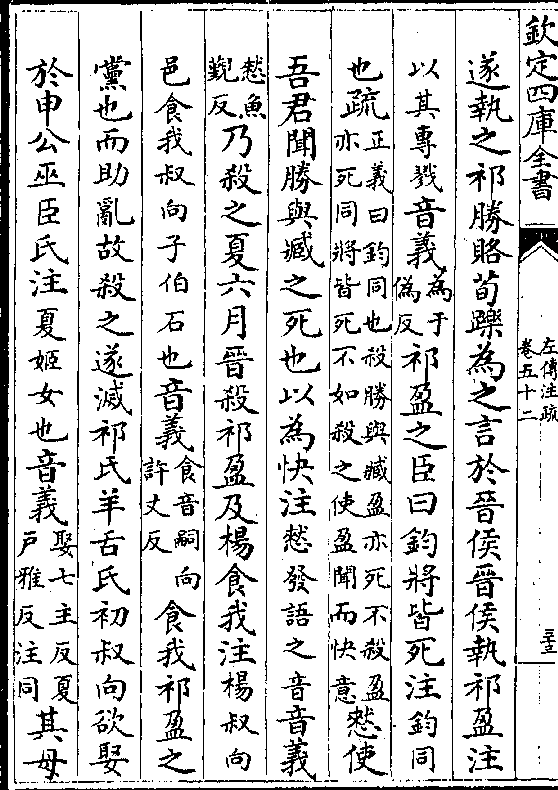 欽定四庫全書
左傳注疏
卷五十二
三十三
遂執之祁勝賂荀躒為之言於晉侯晉侯執祁盈注
以其專戮音義為于偽反祁盈之臣曰鈞將皆死注鈞同
也疏正義曰鈞同也殺勝與臧盈亦死不殺盈亦死同將皆死不如殺之使盈聞而快意憖使
吾君聞勝與臧之死也以為快注憖發語之音音義
憖魚覲反乃殺之夏六月晉殺祁盈及楊食我注楊叔向
邑食我叔向子伯石也音義食音嗣向許丈反食我祁盈之
黨也而助亂故殺之遂滅祁氏羊舌氏初叔向欲娶
於申公巫臣氏注夏姬女也音義娶七主反夏戶雅反注同其母